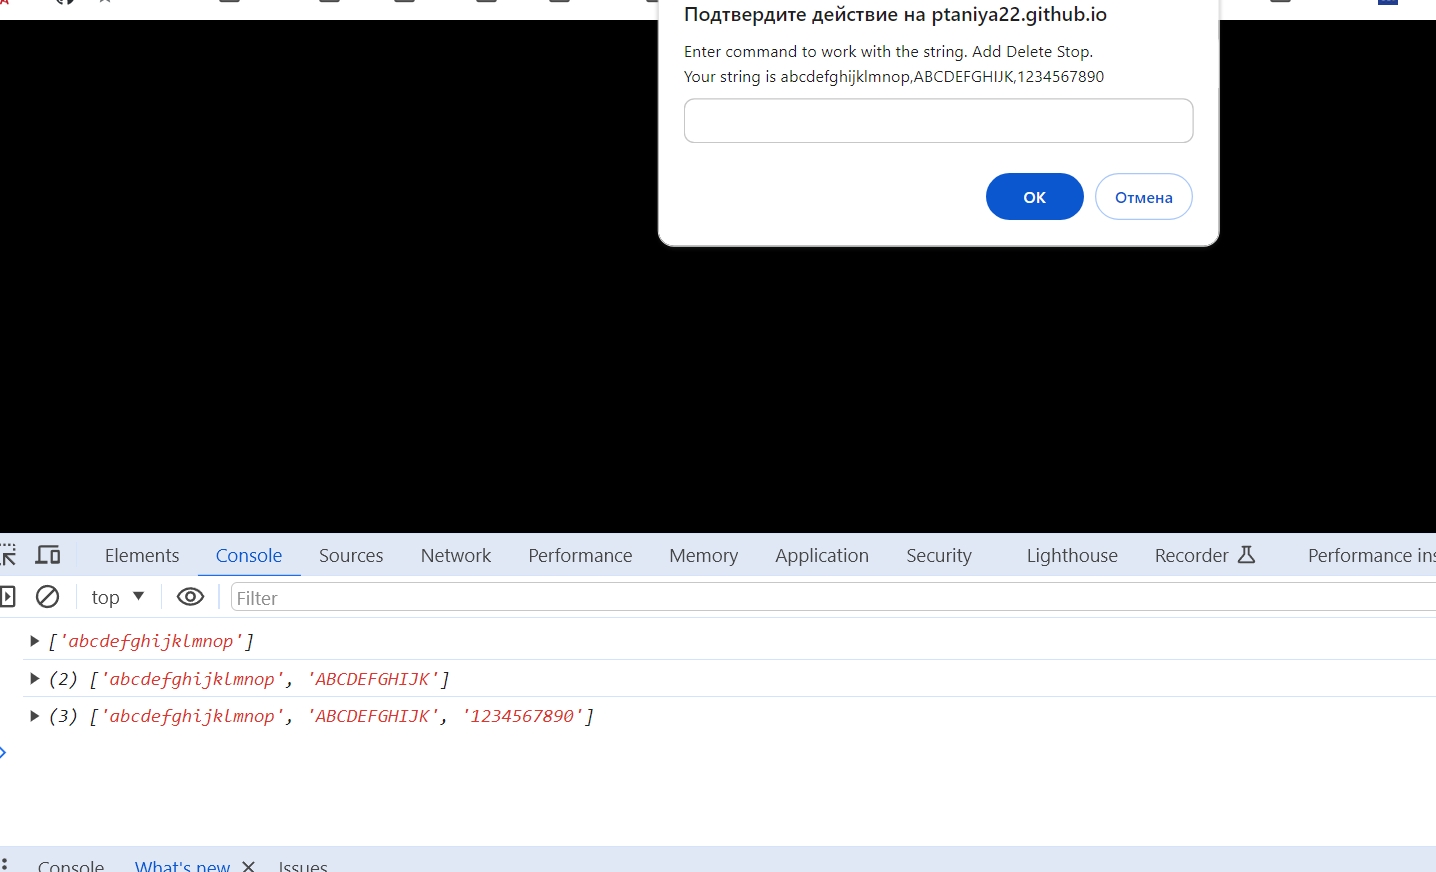 Подтвердите действие на ptaniya22.github.io
Enter command to work with the string. Add Delete Stop.
Your string is abcdefghijklmnop,ABCDEFGHIJK,1234567890
ОК
Отмена
Elements Console Sources Network Performance Memory Application Security Lighthouse Recorder Performance ins
top Filter
['abcdefghijklmnop']
(2) ['abcdefghijklmnop', 'ABCDEFGHIJK']
(3) ['abcdefghijklmnop', 'ABCDEFGHIJK', '1234567890']
Console What's new Issues